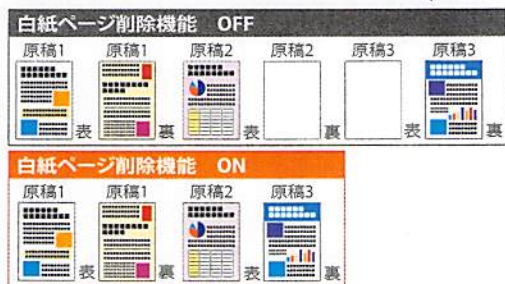 白紙ページ削除機能 OFF
原稿1 原稿1 原稿2 原稿2 原稿3 原稿3
表 裏 表 裏 表 裏
白紙ページ削除機能 ON
原稿1 原稿1 原稿2 原稿3
表 裏 表 裏